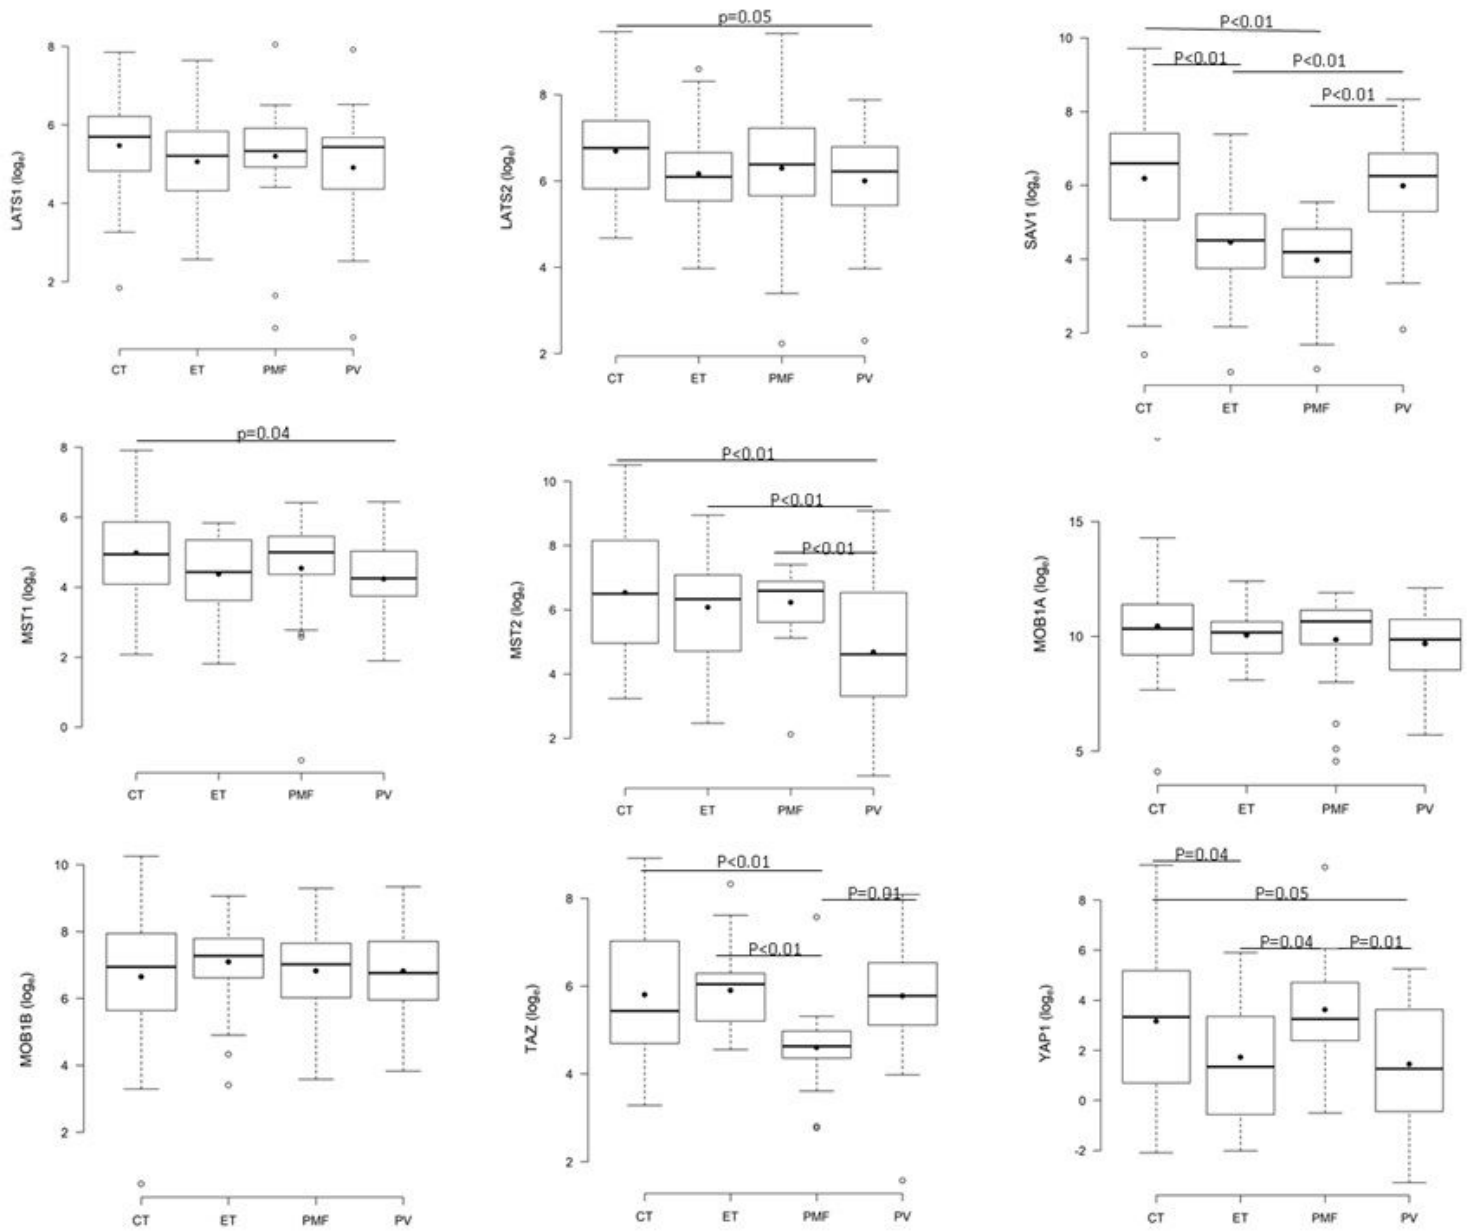 LATS1 (logₑ)
8
6
4
2
CT ET PMF PV
p=0.05
LATS2 (logₑ)
8
6
4
2
CT ET PMF PV
P<0.01
P<0.01
P<0.01
P<0.01
SAV1 (logₑ)
10
8
6
4
2
CT ET PMF PV
p=0.04
MST1 (logₑ)
8
6
4
2
0
CT ET PMF PV
P<0.01
P<0.01
P<0.01
MST2 (logₑ)
10
8
6
4
2
CT ET PMF PV
MOB1A (logₑ)
15
10
5
CT ET PMF PV
MOB1B (logₑ)
10
8
6
4
2
CT ET PMF PV
P<0.01
P=0.01
P<0.01
TAZ (logₑ)
8
6
4
2
CT ET PMF PV
P=0.04
P=0.05
P=0.04 P=0.01
YAP1 (logₑ)
8
6
4
2
0
-2
CT ET PMF PV